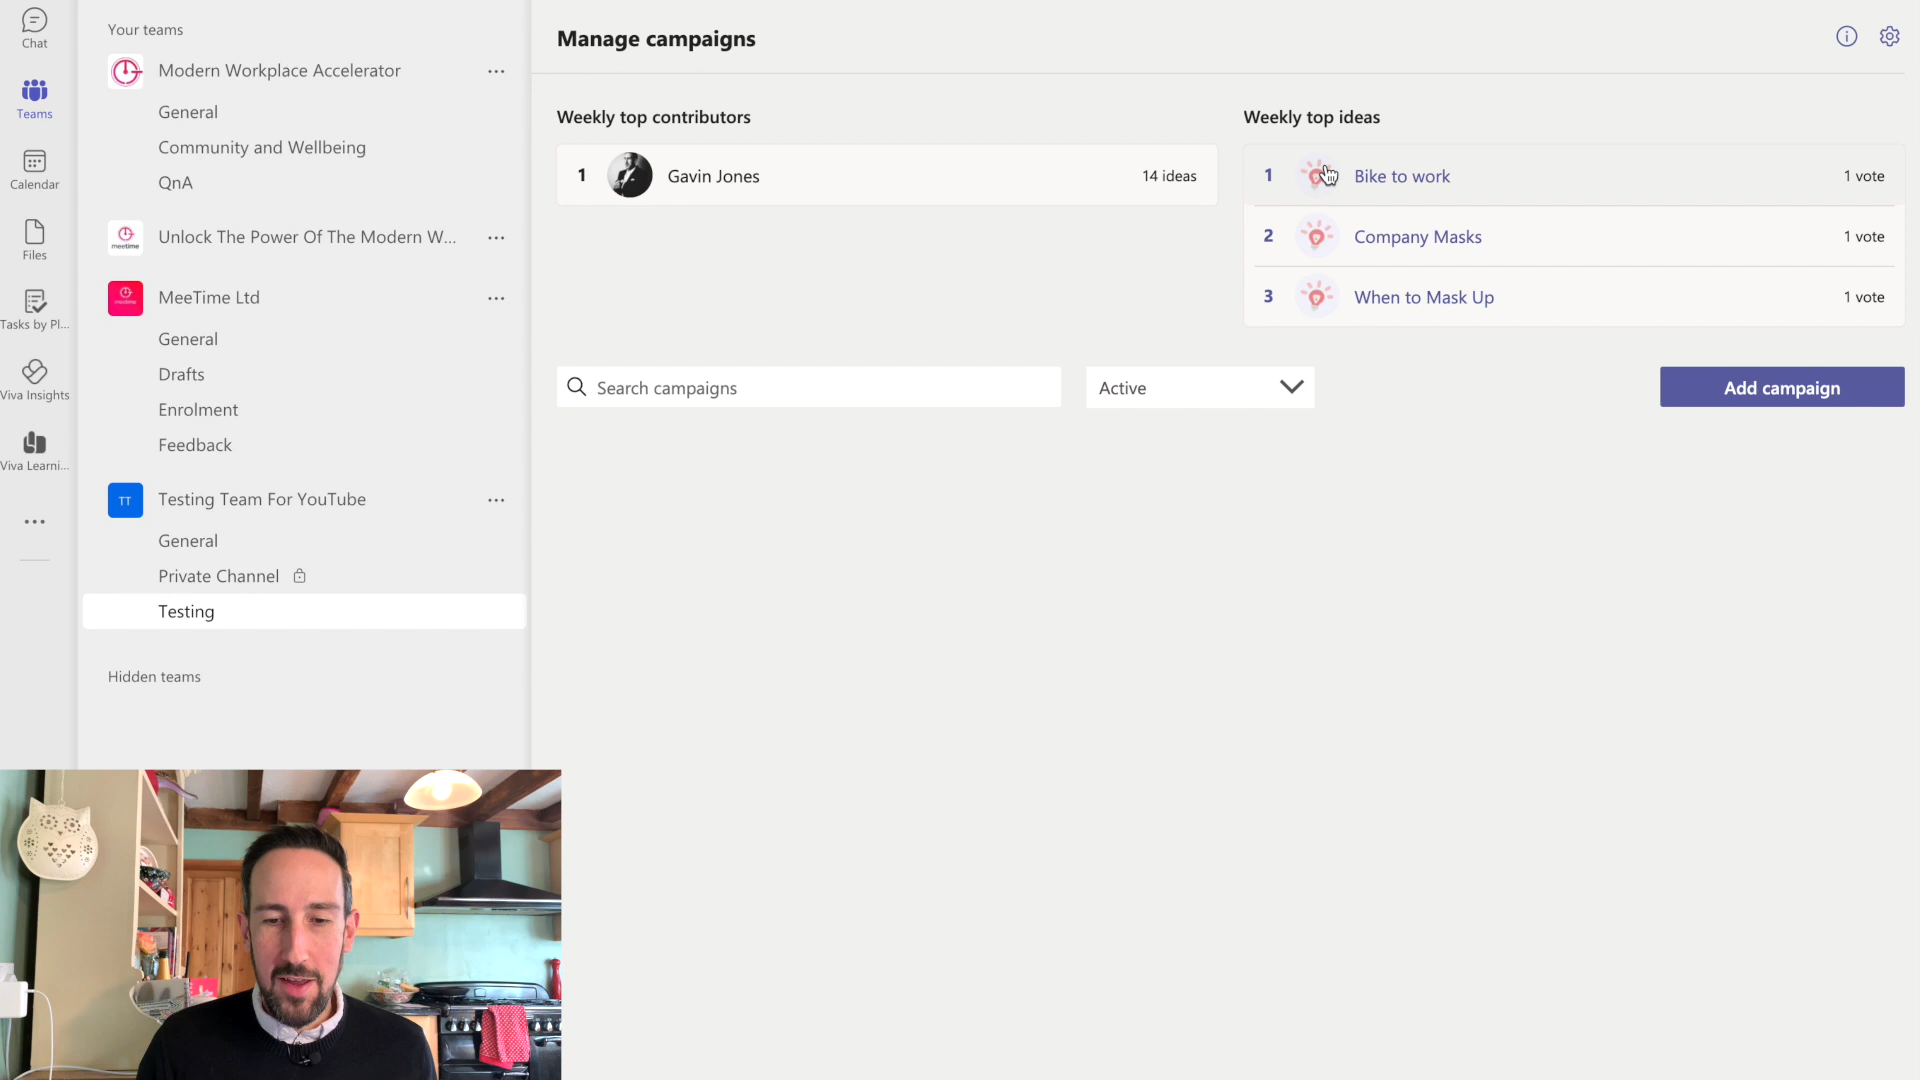 Chat
Teams
Calendar
Files
Tasks by Pl...
Viva Insights
Viva Learni...
Your teams
Modern Workplace Accelerator
General
Community and Wellbeing
QnA
meetime
Unlock The Power Of The Modern W...
meetime
MeeTime Ltd
General
Drafts
Enrolment
Feedback
TT
Testing Team For YouTube
General
Private Channel
Testing
Hidden teams
Manage campaigns
Weekly top contributors
1 Gavin Jones 14 ideas
Weekly top ideas
1 Bike to work 1 vote
2 Company Masks 1 vote
3 When to Mask Up 1 vote
Search campaigns
Active
Add campaign